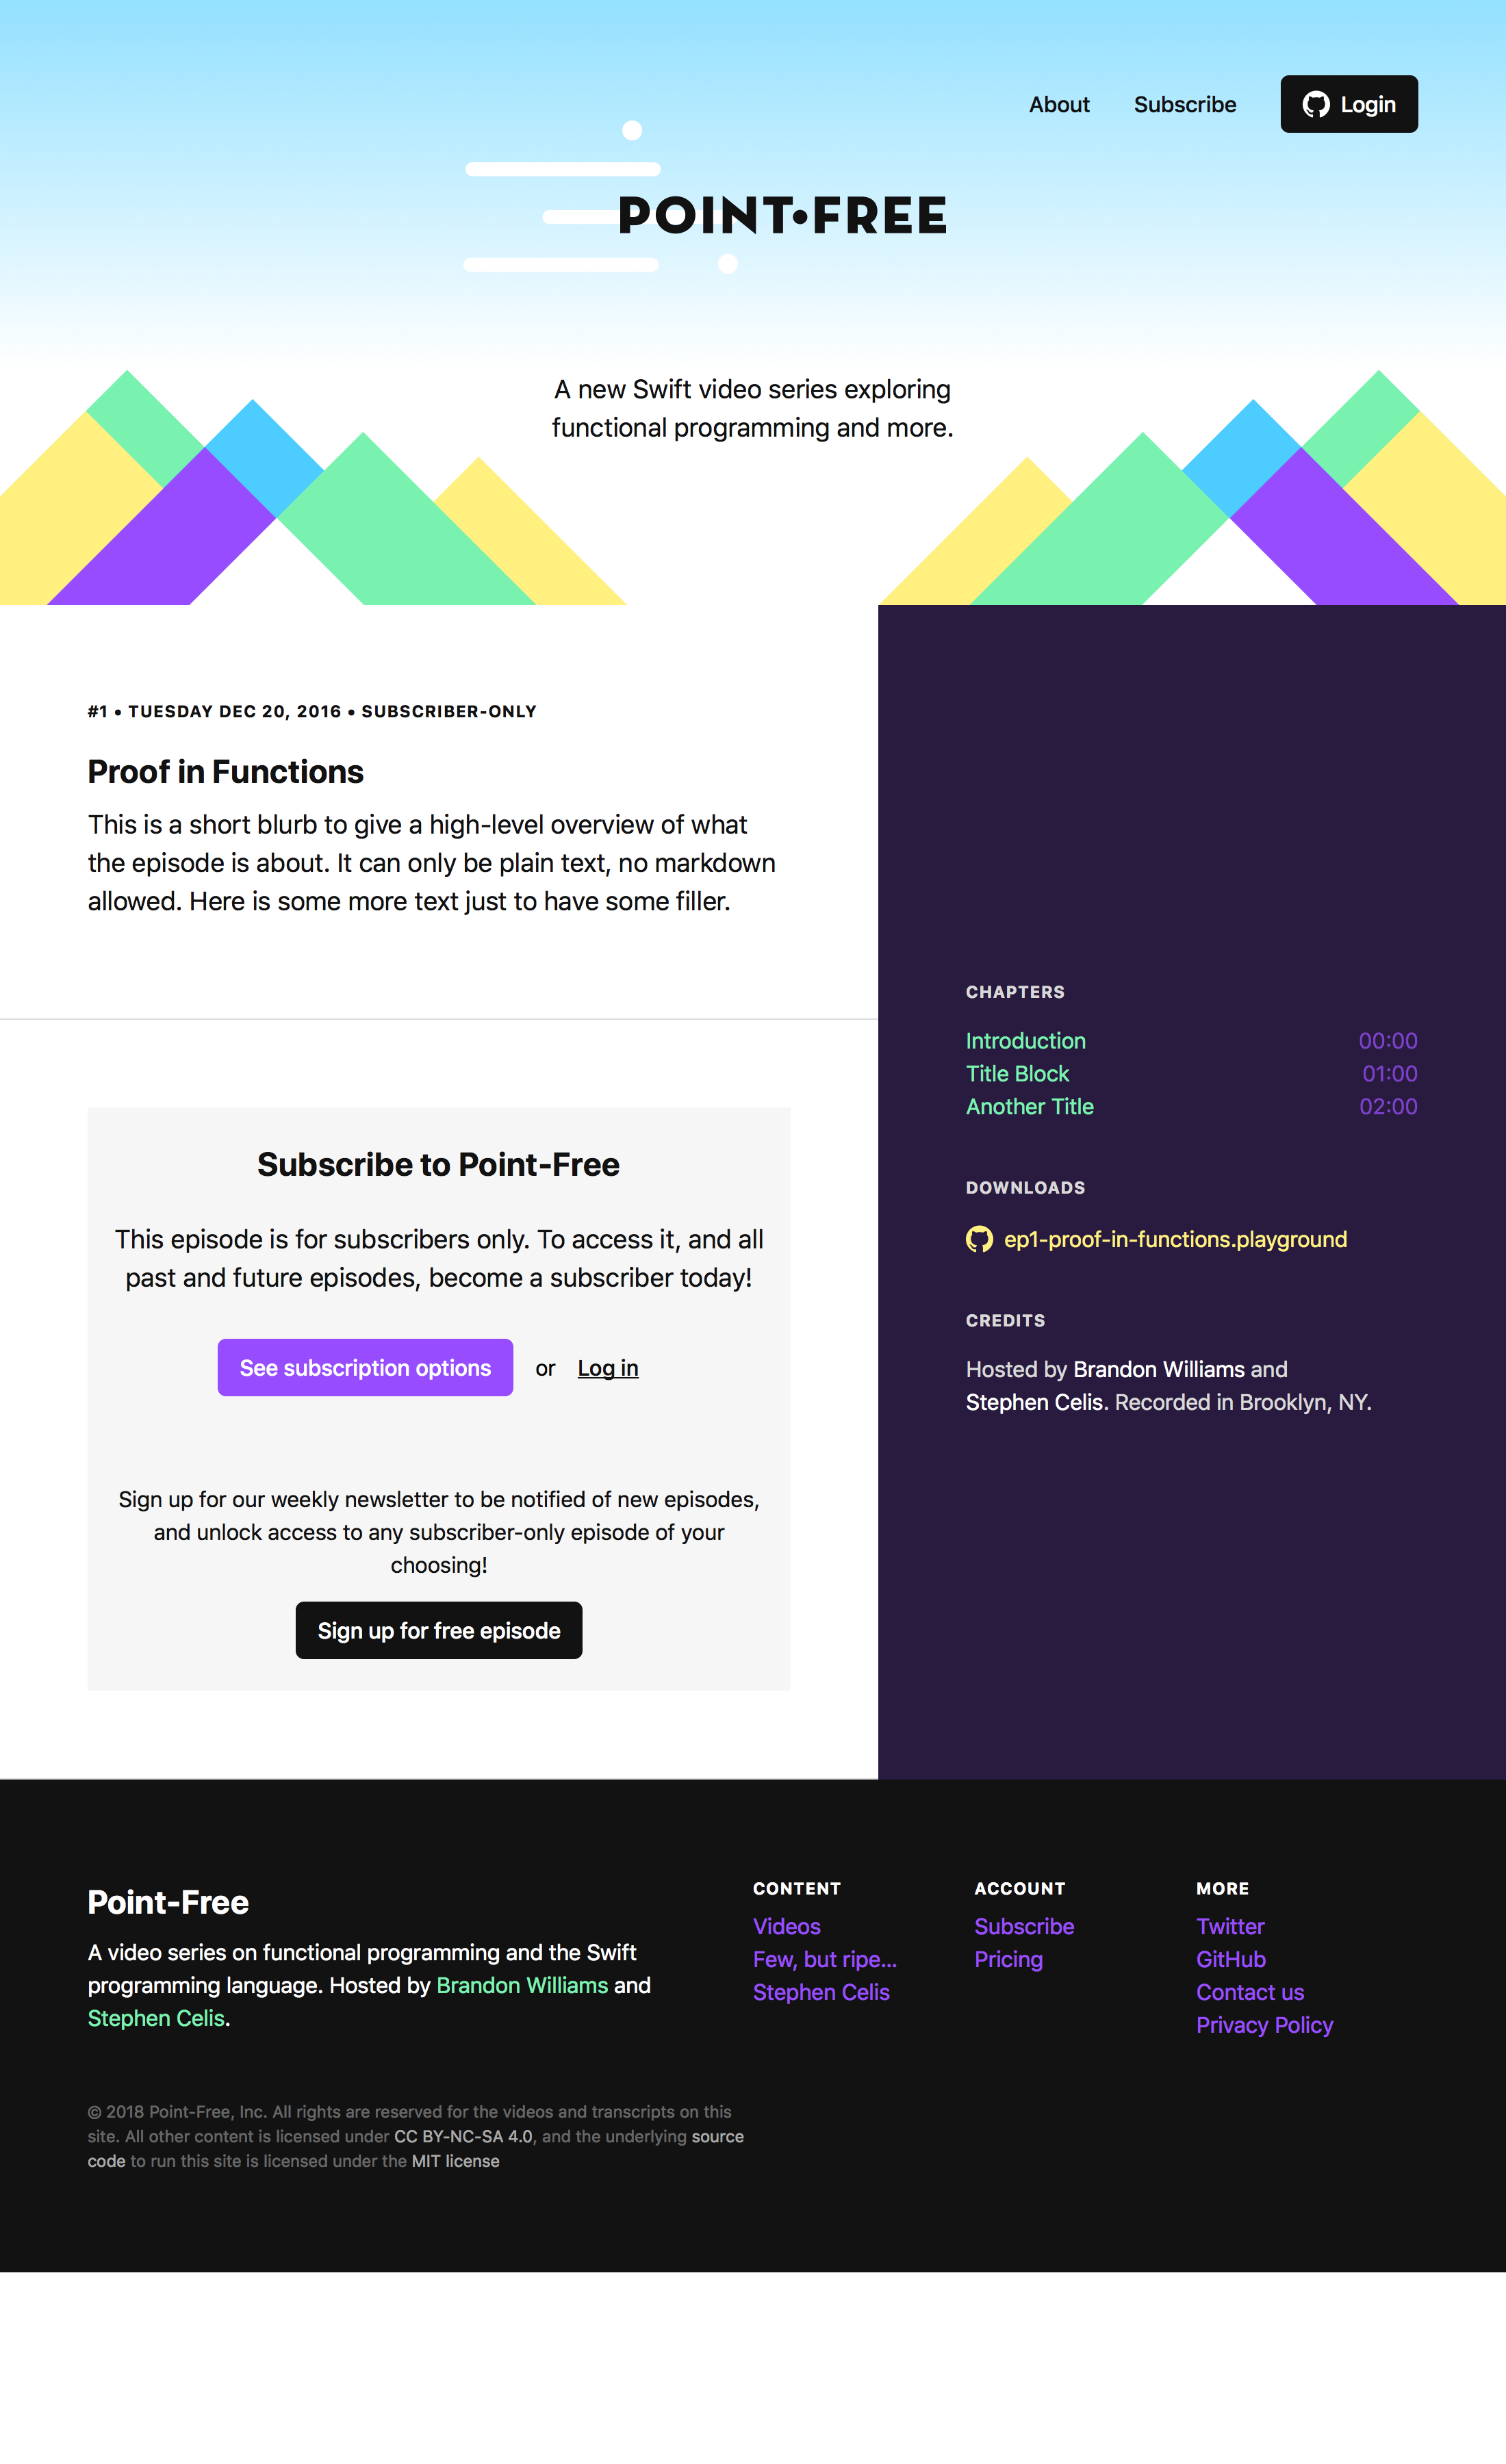 About
Subscribe
Login
POINT•FREE
A new Swift video series exploring
functional programming and more.
#1 • TUESDAY DEC 20, 2016 • SUBSCRIBER-ONLY
Proof in Functions
This is a short blurb to give a high-level overview of what
the episode is about. It can only be plain text, no markdown
allowed. Here is some more text just to have some filler.
Subscribe to Point-Free
This episode is for subscribers only. To access it, and all
past and future episodes, become a subscriber today!
See subscription options or Log in
Sign up for our weekly newsletter to be notified of new episodes,
and unlock access to any subscriber-only episode of your
choosing!
Sign up for free episode
CHAPTERS
Introduction 00:00
Title Block 01:00
Another Title 02:00
DOWNLOADS
ep1-proof-in-functions.playground
CREDITS
Hosted by Brandon Williams and
Stephen Celis. Recorded in Brooklyn, NY.
Point-Free
A video series on functional programming and the Swift
programming language. Hosted by Brandon Williams and
Stephen Celis.
CONTENT
Videos
Few, but ripe...
Stephen Celis
ACCOUNT
Subscribe
Pricing
MORE
Twitter
GitHub
Contact us
Privacy Policy
© 2018 Point-Free, Inc. All rights are reserved for the videos and transcripts on this
site. All other content is licensed under CC BY-NC-SA 4.0, and the underlying source
code to run this site is licensed under the MIT license